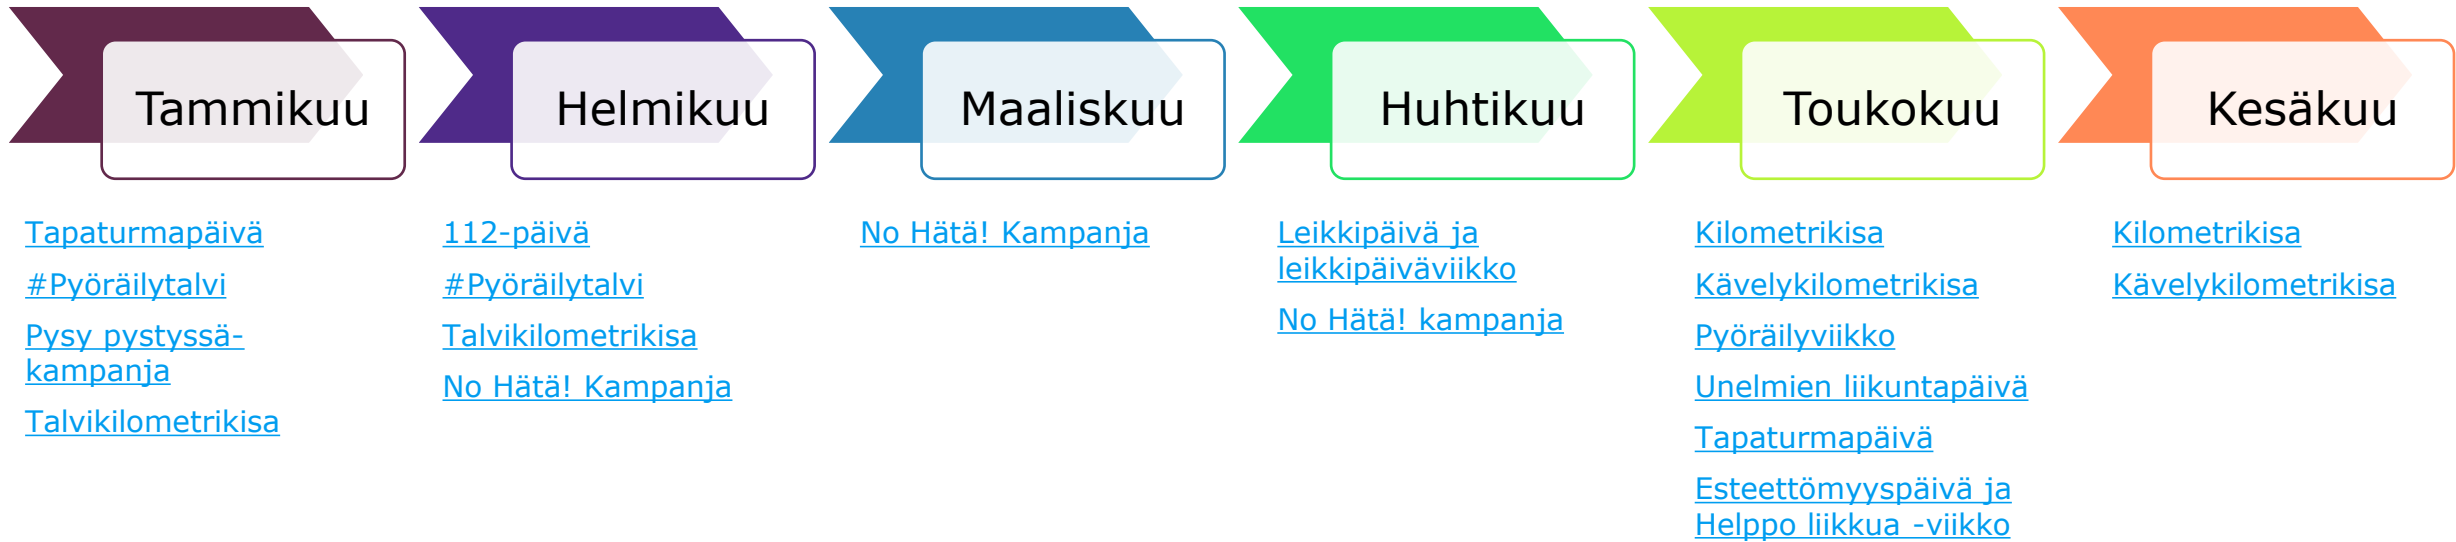 Tammikuu
Helmikuu
Maaliskuu
Huhtikuu
Toukokuu
Kesäkuu
Tapaturmapäivä
#Pyöräilytalvi
Pysy pystyssä-
kampanja
Talvikilometrikisa
112-päivä
#Pyöräilytalvi
Talvikilometrikisa
No Hätä! Kampanja
No Hätä! Kampanja
Leikkipäivä ja
leikkipäiväviikko
No Hätä! kampanja
Kilometrikisa
Kävelykilometrikisa
Pyöräilyviikko
Unelmien liikuntapäivä
Tapaturmapäivä
Esteettömyyspäivä ja
Helppo liikkua -viikko
Kilometrikisa
Kävelykilometrikisa